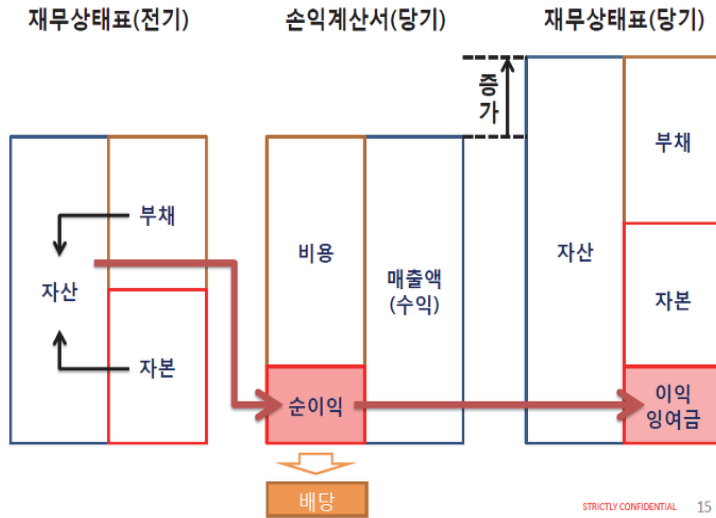 재무상태표(전기)
손익계산서(당기)
재무상태표(당기)
증
가
부채
자산
자본
비용
매출액
(수익)
순이익
배당
부채
자산
자본
이익
잉여금
STRICTLY CONFIDENTIAL 15